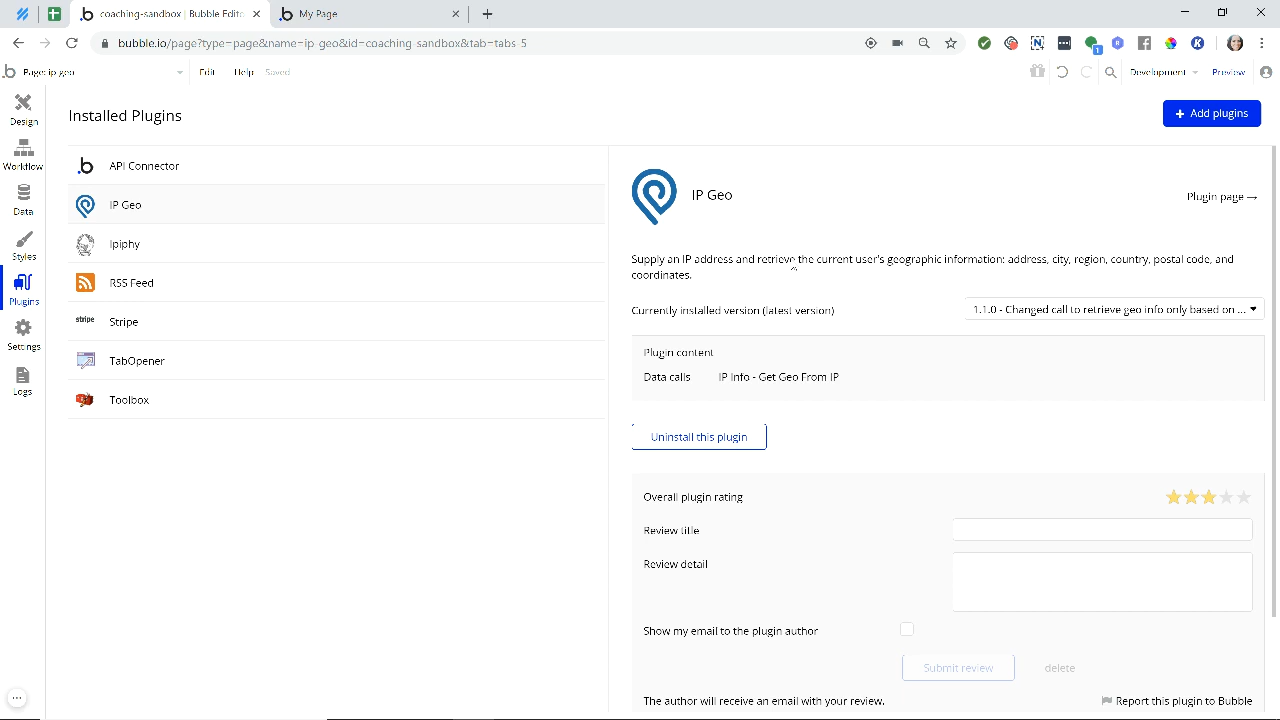 coaching-sandbox | Bubble Edito
My Page
bubble.io/page?type=page&name=ip_geo&id=coaching-sandbox&tab=tabs-5
Page: ip_geo
Edit
Help
Saved
Development
Preview
Design
Workflow
Data
Styles
Plugins
Settings
Logs
Installed Plugins
+ Add plugins
API Connector
IP Geo
Ipiphy
RSS Feed
stripe
Stripe
TabOpener
Toolbox
IP Geo
Plugin page →
Supply an IP address and retrieve the current user's geographic information: address, city, region, country, postal code, and
coordinates.
Currently installed version (latest version)
1.1.0 - Changed call to retrieve geo info only based on ...
Plugin content
Data calls
IP Info - Get Geo From IP
Uninstall this plugin
Overall plugin rating
Review title
Review detail
Show my email to the plugin author
Submit review
delete
The author will receive an email with your review.
Report this plugin to Bubble